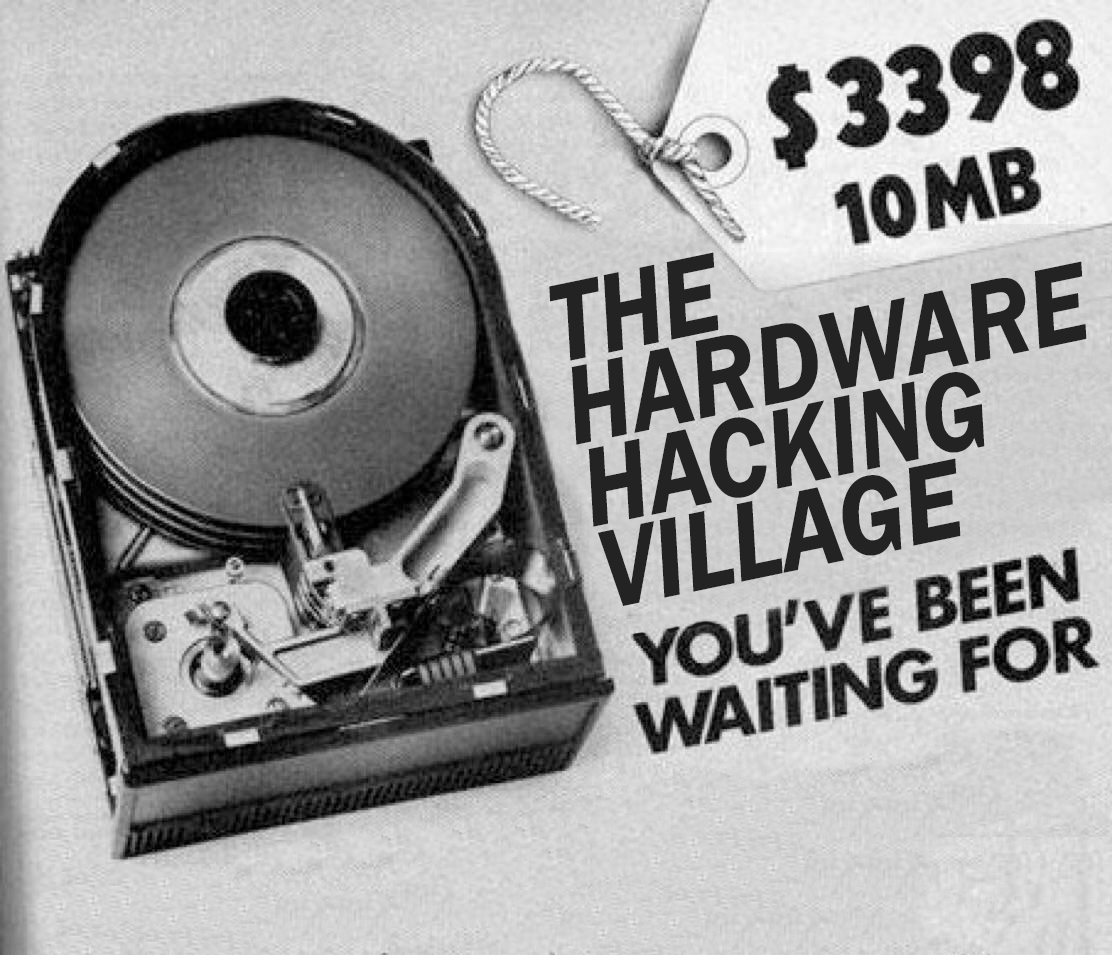 $3398
10MB
THE
HARDWARE
HACKING
VILLAGE
YOU'VE BEEN
WAITING FOR